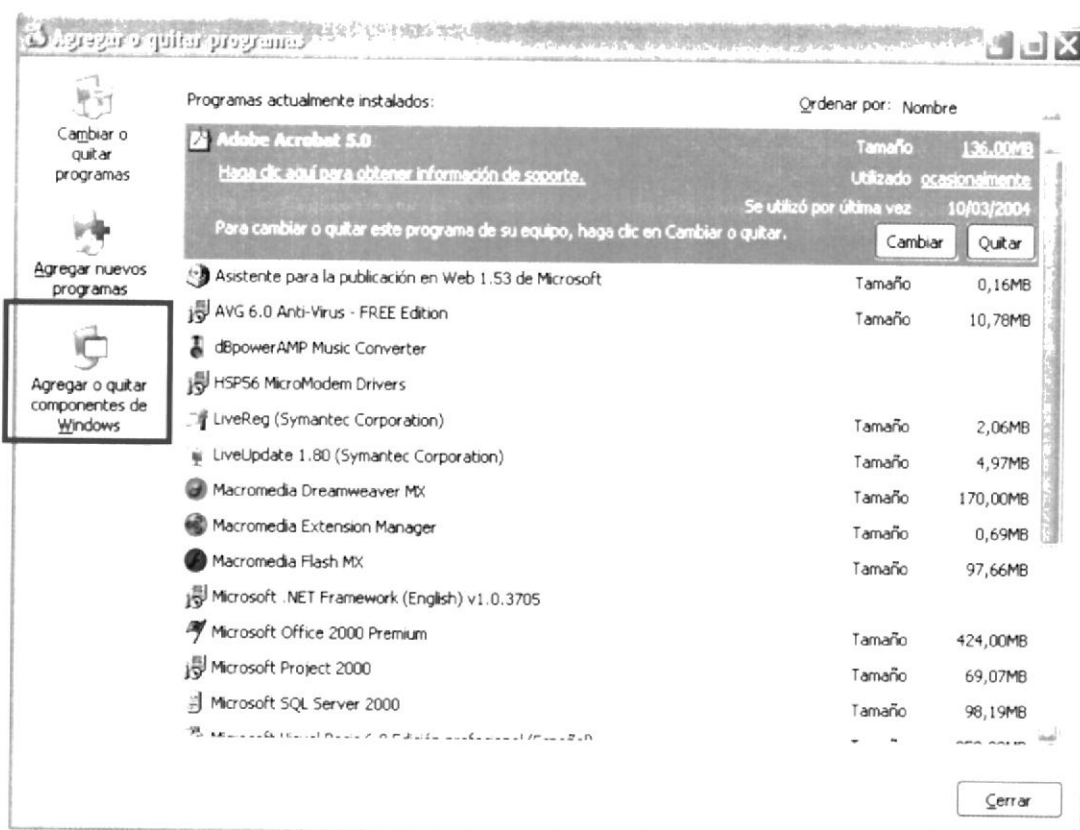 Agregar o quitar programas
Cambiar o
quitar
programas
Agregar nuevos
programas
Agregar o quitar
componentes de
Windows
Programas actualmente instalados:
Ordenar por: Nombre
Adobe Acrobat 5.0 Tamaño 136.00MB
Haga clic aquí para obtener información de soporte. Utilizado ocasionalmente
Se utilizó por última vez 10/03/2004
Para cambiar o quitar este programa de su equipo, haga clic en Cambiar o quitar. Cambiar Quitar
Asistente para la publicación en Web 1.53 de Microsoft Tamaño 0,16MB
AVG 6.0 Anti-Virus - FREE Edition Tamaño 10,78MB
dBpowerAMP Music Converter
HSP56 MicroModem Drivers
LiveReg (Symantec Corporation) Tamaño 2,06MB
LiveUpdate 1.80 (Symantec Corporation) Tamaño 4,97MB
Macromedia Dreamweaver MX Tamaño 170,00MB
Macromedia Extension Manager Tamaño 0,69MB
Macromedia Flash MX Tamaño 97,66MB
Microsoft .NET Framework (English) v1.0.3705
Microsoft Office 2000 Premium Tamaño 424,00MB
Microsoft Project 2000 Tamaño 69,07MB
Microsoft SQL Server 2000 Tamaño 98,19MB
Cerrar